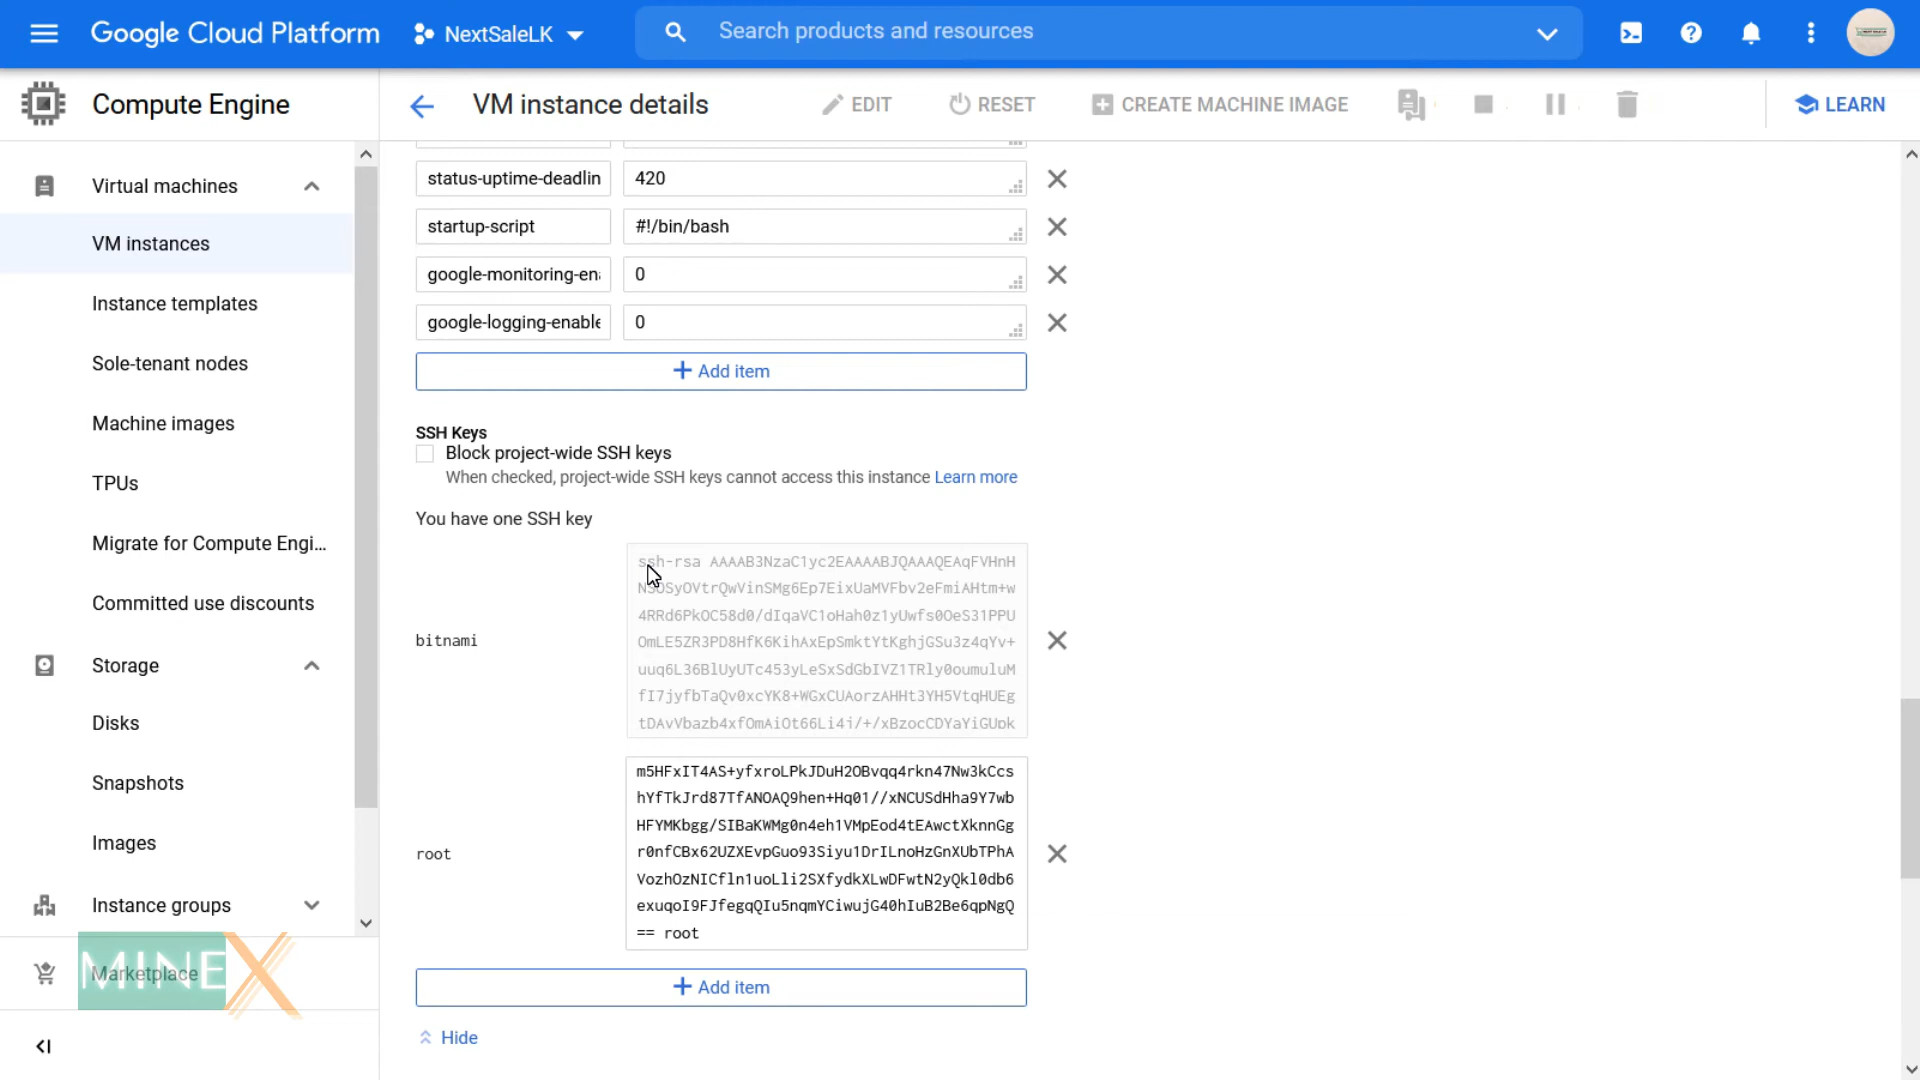 Google Cloud Platform
NextSaleLK
Search products and resources
Compute Engine
VM instance details
EDIT
RESET
CREATE MACHINE IMAGE
LEARN
Virtual machines
VM instances
Instance templates
Sole-tenant nodes
Machine images
TPUs
Migrate for Compute Engi...
Committed use discounts
Storage
Disks
Snapshots
Images
Instance groups
Marketplace
MINEX
status-uptime-deadlin
420
startup-script
#!/bin/bash
google-monitoring-en
0
google-logging-enable
0
+ Add item
SSH Keys
Block project-wide SSH keys
When checked, project-wide SSH keys cannot access this instance Learn more
You have one SSH key
bitnami
ssh-rsa AAAAB3NzaC1yc2EAAAABJQAAAQEAqFVHnH
4RRd6PkOC58d0/dIqaVC1oHah0z1yUwfs0OeS31PPU
OmLE5ZR3PD8HfK6KihAxEpSmktYtKghjGSu3z4qYv+
uuq6L36BlUyUTc453yLeSxSdGbIVZ1TRly0oumuluM
fI7jyfbTaQv0xcYK8+WGxCUAorzAHHt3YH5VtqHUEg
tDAvVbazb4xfOmAiOt66Li4j/+/xBzocCDYaYiGUpk
root
m5HFxIT4AS+yfxroLPkJDuH2OBvqq4rkn47Nw3kCcs
hYfTkJrd87TfANOAQ9hen+Hq01//xNCUSdHha9Y7wb
HFYMKbgg/SIBaKWMg0n4eh1VMpEod4tEAwctXknnGg
r0nfCBx62UZXEvpGuo93Siyu1DrILnoHzGnXUbTPhA
VozhOzNICfln1uoLli2SXfydkXLwDFwtN2yQkl0db6
exuqoI9FJfegqQIu5nqmYCiwujG40hIuB2Be6qpNgQ
== root
+ Add item
Hide